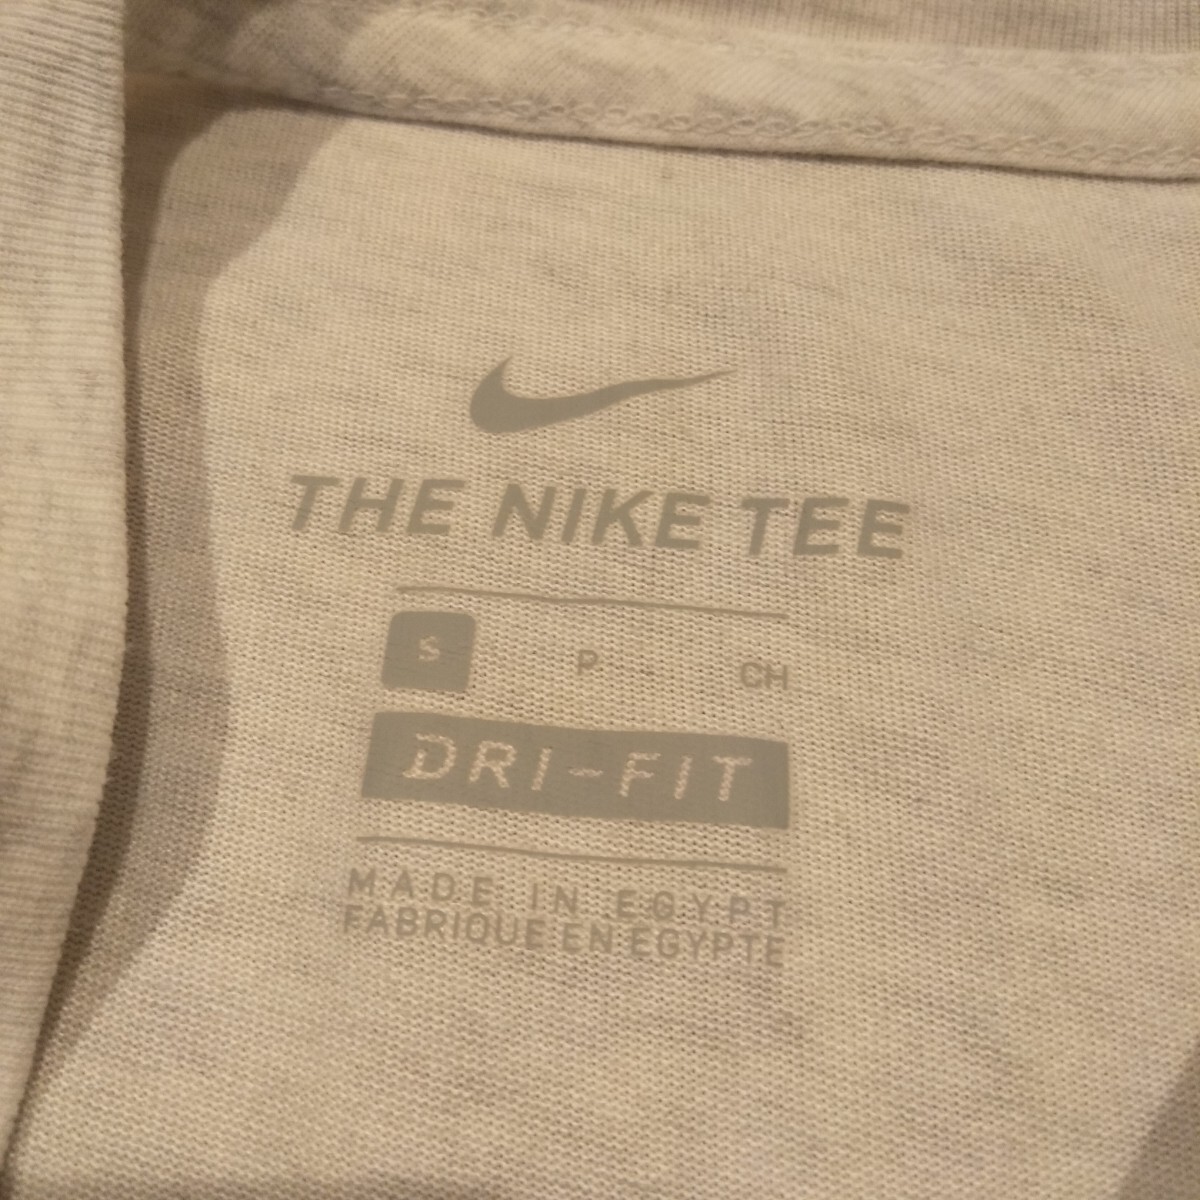 THE NIKE TEE
S P CH
DRI-FIT
MADE IN EGYPT
FABRIQUE EN EGYPTE